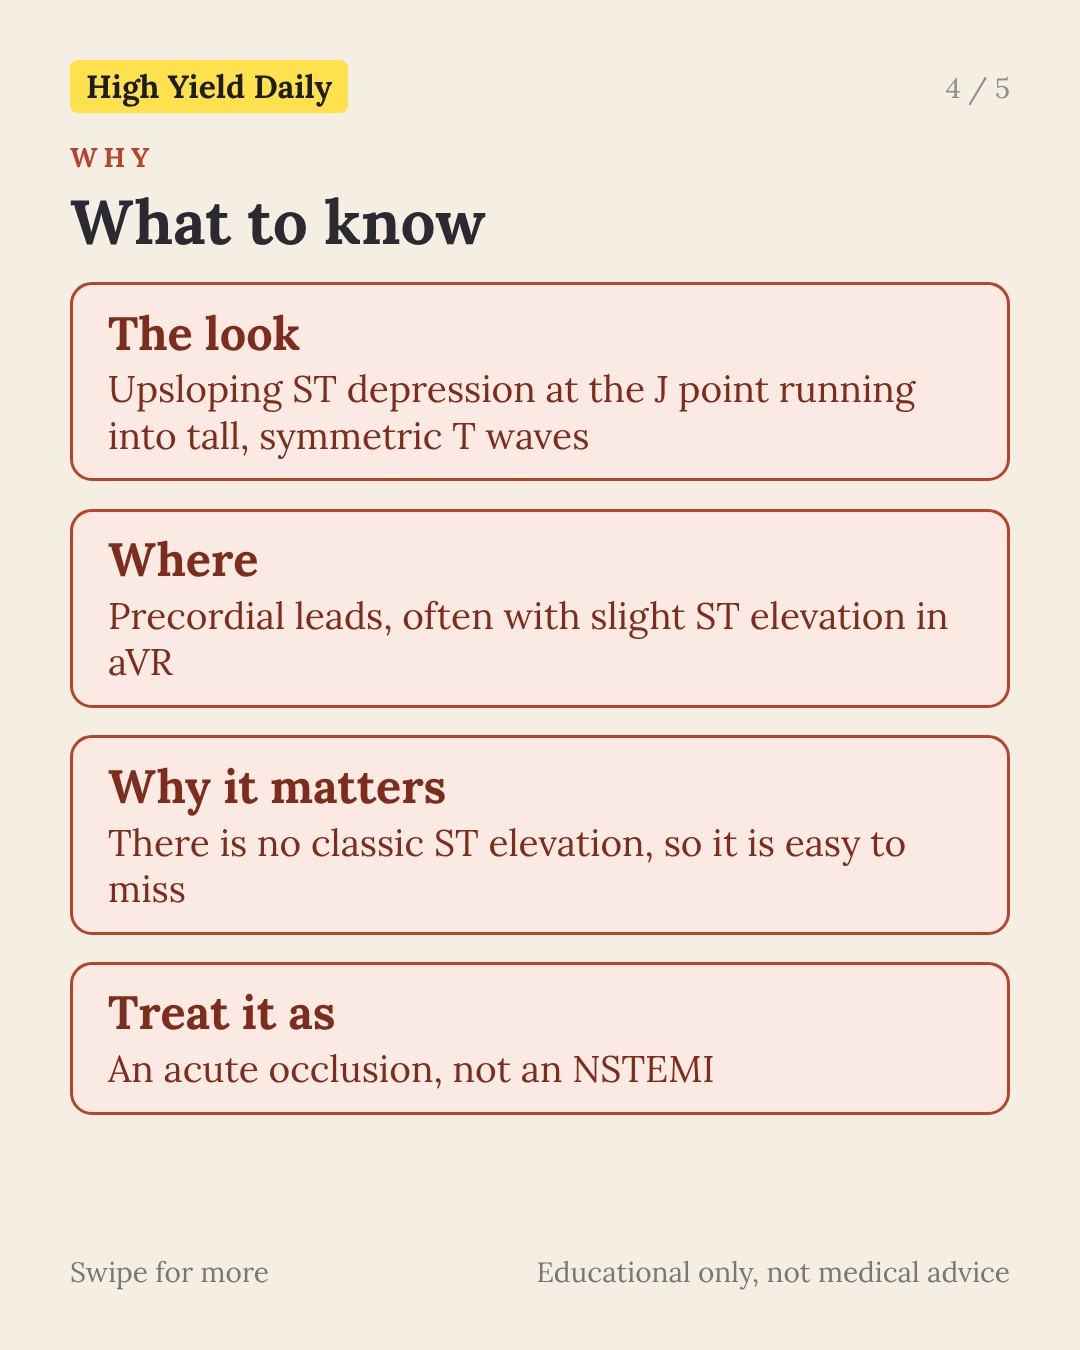 High Yield Daily
4 / 5
WHY
What to know
The look
Upsloping ST depression at the J point running
into tall, symmetric T waves
Where
Precordial leads, often with slight ST elevation in
aVR
Why it matters
There is no classic ST elevation, so it is easy to
miss
Treat it as
An acute occlusion, not an NSTEMI
Swipe for more
Educational only, not medical advice